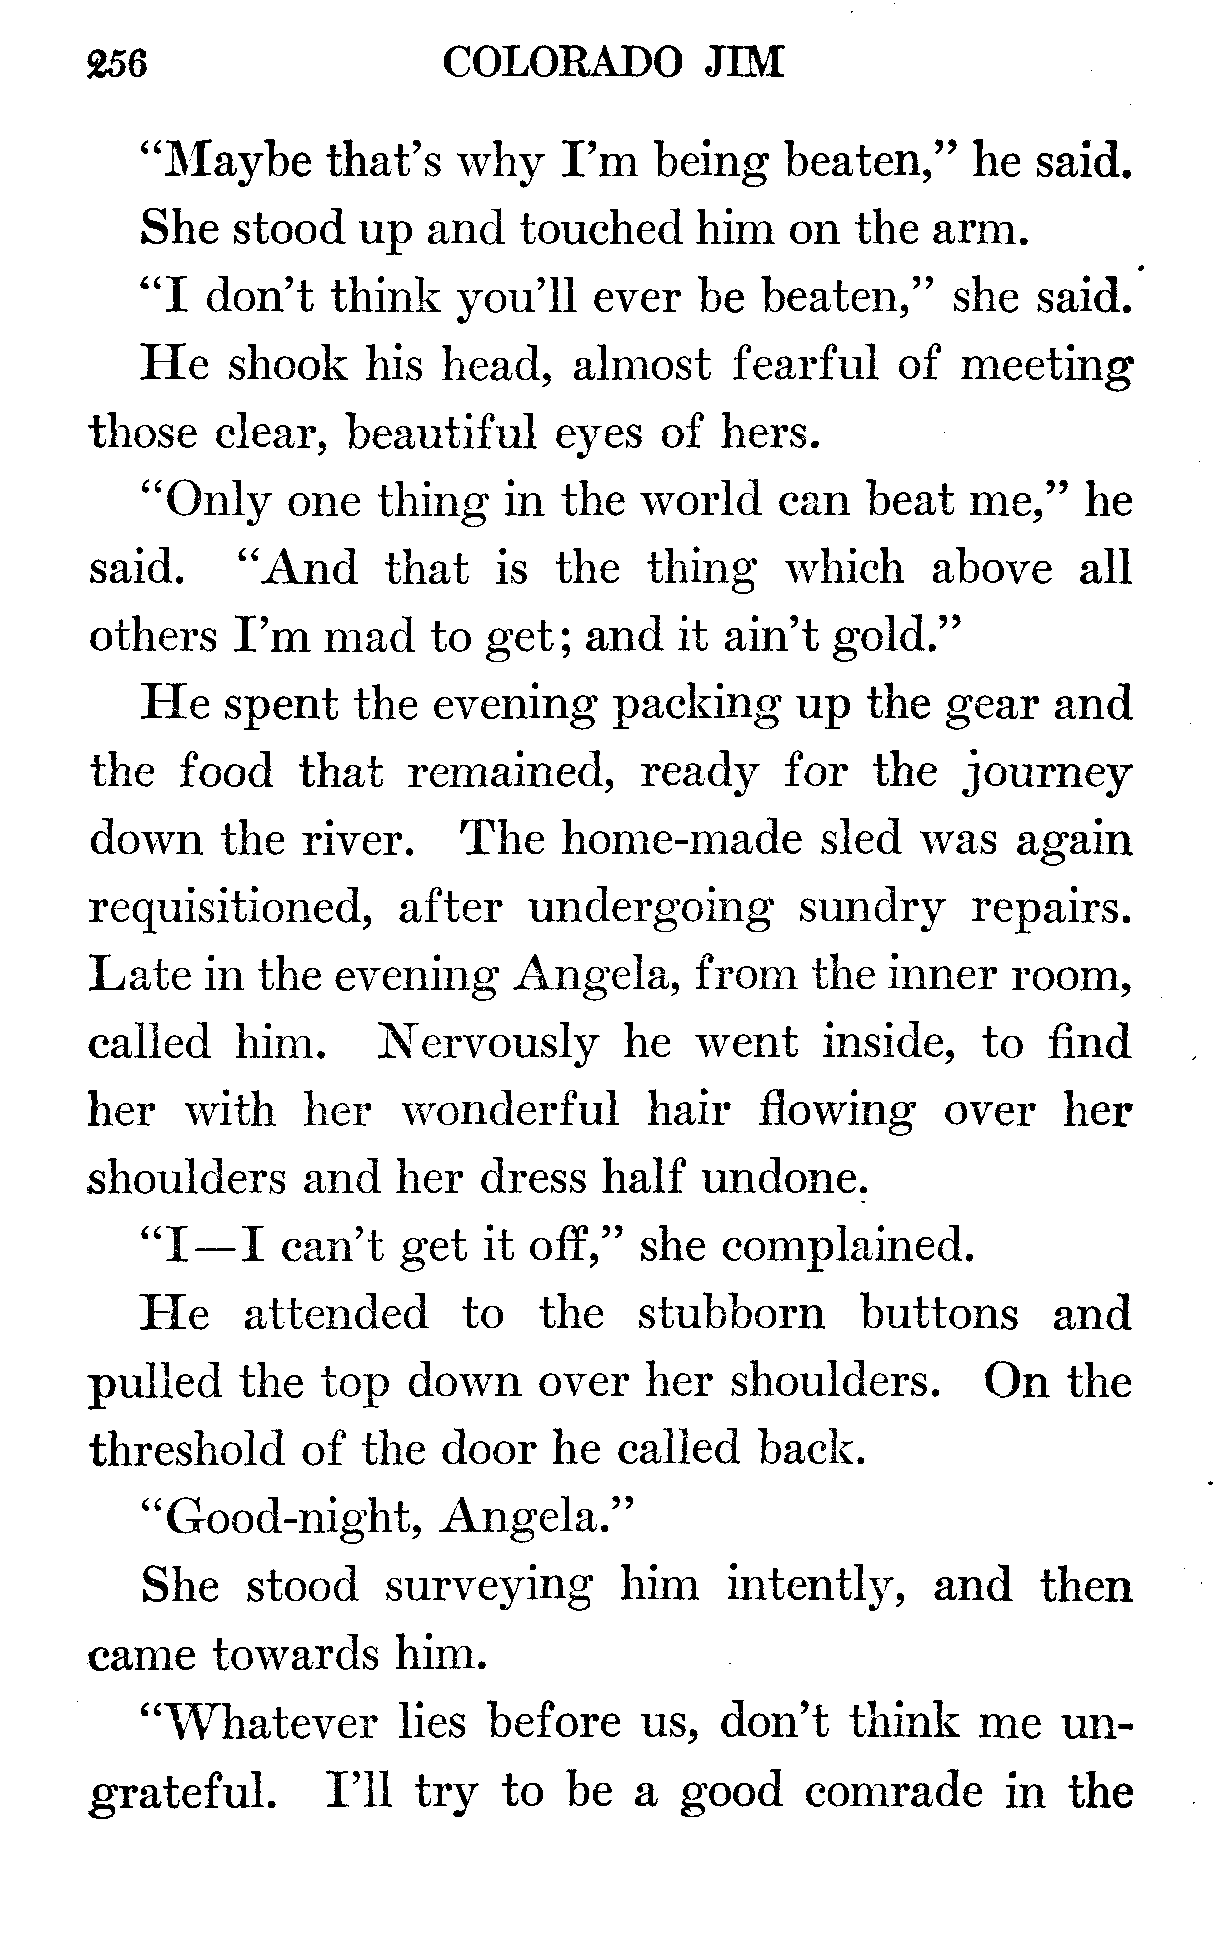 256 COLORADO JIM
“Maybe that’s why I’m being beaten,” he said.
She stood up and touched him on the arm.
“I don’t think you’ll ever be beaten,” she said.
He shook his head, almost fearful of meeting
those clear, beautiful eyes of hers.
“Only one thing in the world can beat me,” he
said. “And that is the thing which above all
others I’m mad to get; and it ain’t gold.”
He spent the evening packing up the gear and
the food that remained, ready for the journey
down the river. The home-made sled was again
requisitioned, after undergoing sundry repairs.
Late in the evening Angela, from the inner room,
called him. Nervously he went inside, to find
her with her wonderful hair flowing over her
shoulders and her dress half undone.
“I—I can’t get it off,” she complained.
He attended to the stubborn buttons and
pulled the top down over her shoulders. On the
threshold of the door he called back.
“Good-night, Angela.”
She stood surveying him intently, and then
came towards him.
“Whatever lies before us, don’t think me un-
grateful. I’ll try to be a good comrade in the